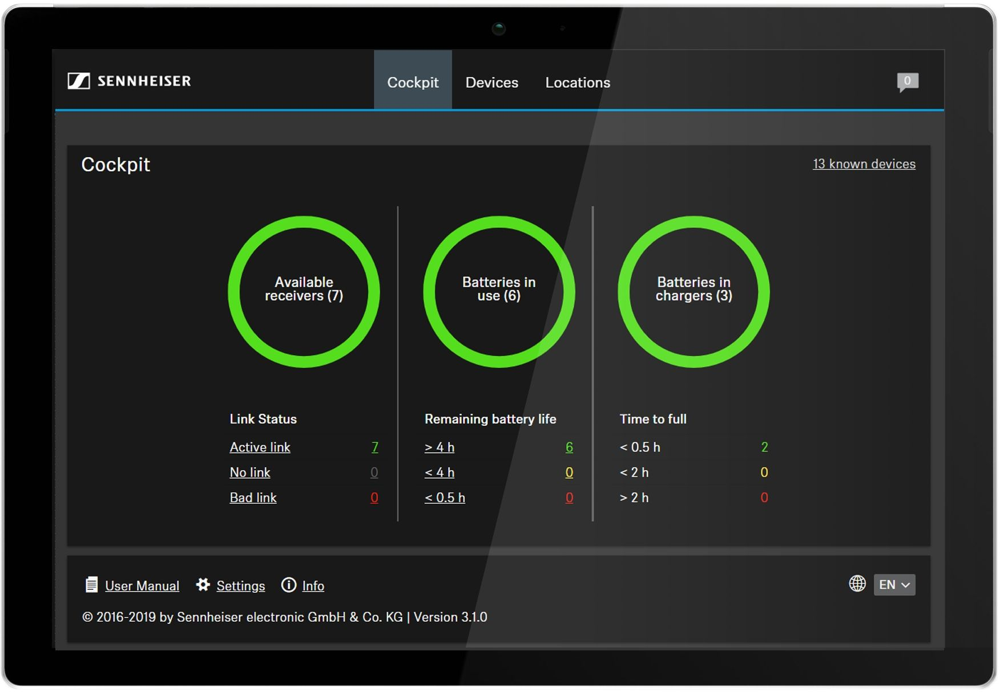 SENNHEISER
Cockpit
Devices
Locations
0
Cockpit
13 known devices
Available
receivers (7)
Batteries in
use (6)
Batteries in
chargers (3)
Link Status
Active link 7
No link 0
Bad link 0
Remaining battery life
> 4 h 6
< 4 h 0
< 0.5 h 0
Time to full
< 0.5 h 2
< 2 h 0
> 2 h 0
User Manual
Settings
Info
EN
© 2016-2019 by Sennheiser electronic GmbH & Co. KG | Version 3.1.0